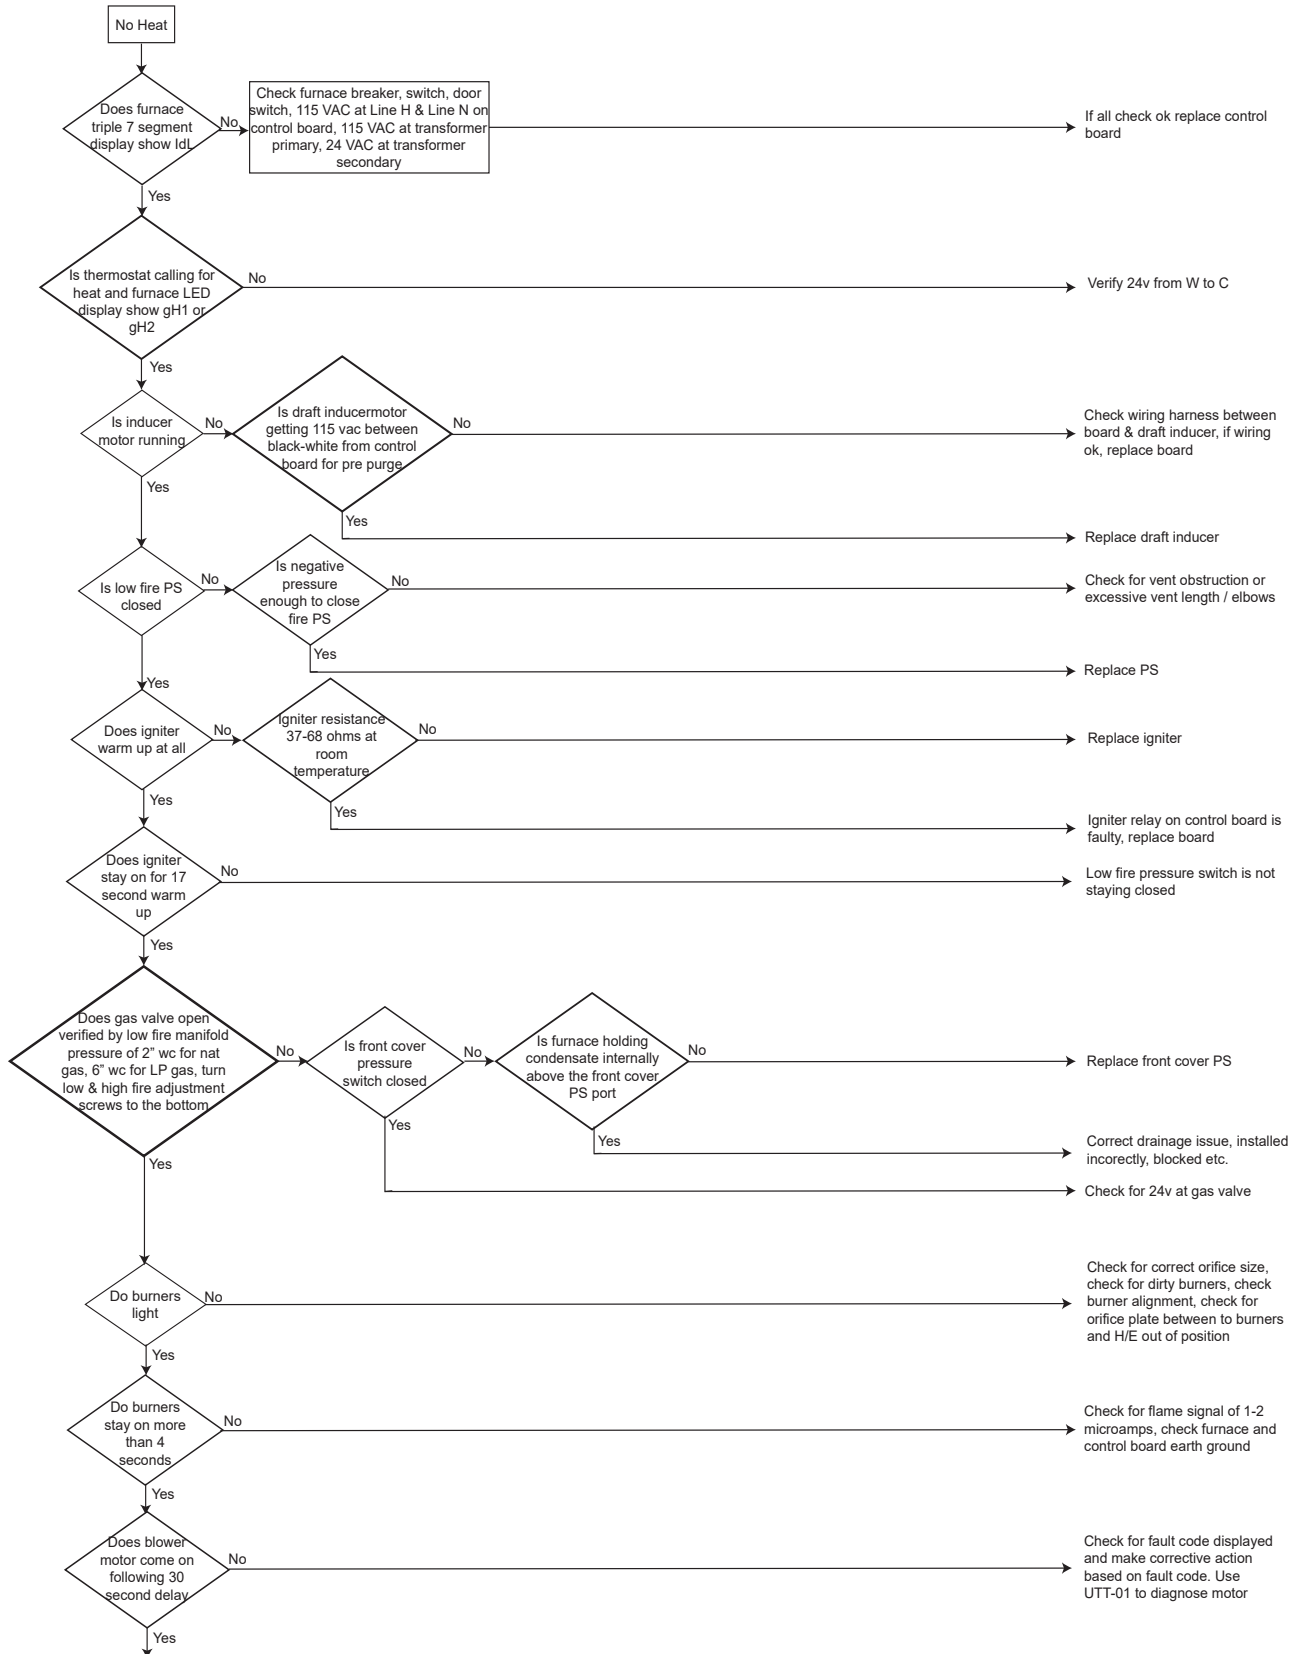 No Heat
Does furnace
triple 7 segment
display show IdL
No
Check furnace breaker, switch, door
switch, 115 VAC at Line H & Line N on
control board, 115 VAC at transformer
primary, 24 VAC at transformer
secondary
If all check ok replace control
board
Yes
Is thermostat calling for
heat and furnace LED
display show gH1 or
gH2
No
Verify 24v from W to C
Yes
Is inducer
motor running
No
Is draft inducermotor
getting 115 vac between
black-white from control
board for pre purge
No
Check wiring harness between
board & draft inducer, if wiring
ok, replace board
Yes
Replace draft inducer
Yes
Is low fire PS
closed
No
Is negative
pressure
enough to close
fire PS
No
Check for vent obstruction or
excessive vent length / elbows
Yes
Replace PS
Yes
Does igniter
warm up at all
No
Igniter resistance
37-68 ohms at
room
temperature
No
Replace igniter
Yes
Igniter relay on control board is
faulty, replace board
Yes
Does igniter
stay on for 17
second warm
up
No
Low fire pressure switch is not
staying closed
Yes
Does gas valve open
verified by low fire manifold
pressure of 2” wc for nat
gas, 6” wc for LP gas, turn
low & high fire adjustment
screws to the bottom
No
Is front cover
pressure
switch closed
No
Is furnace holding
condensate internally
above the front cover
PS port
No
Replace front cover PS
Yes
Correct drainage issue, installed
incorectly, blocked etc.
Yes
Check for 24v at gas valve
Yes
Do burners
light
No
Check for correct orifice size,
check for dirty burners, check
burner alignment, check for
orifice plate between to burners
and H/E out of position
Yes
Do burners
stay on more
than 4
seconds
No
Check for flame signal of 1-2
microamps, check furnace and
control board earth ground
Yes
Does blower
motor come on
following 30
second delay
No
Check for fault code displayed
and make corrective action
based on fault code. Use
UTT-01 to diagnose motor
Yes